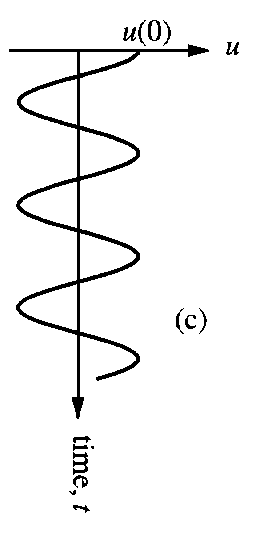 u(0)
u
(c)
time, t